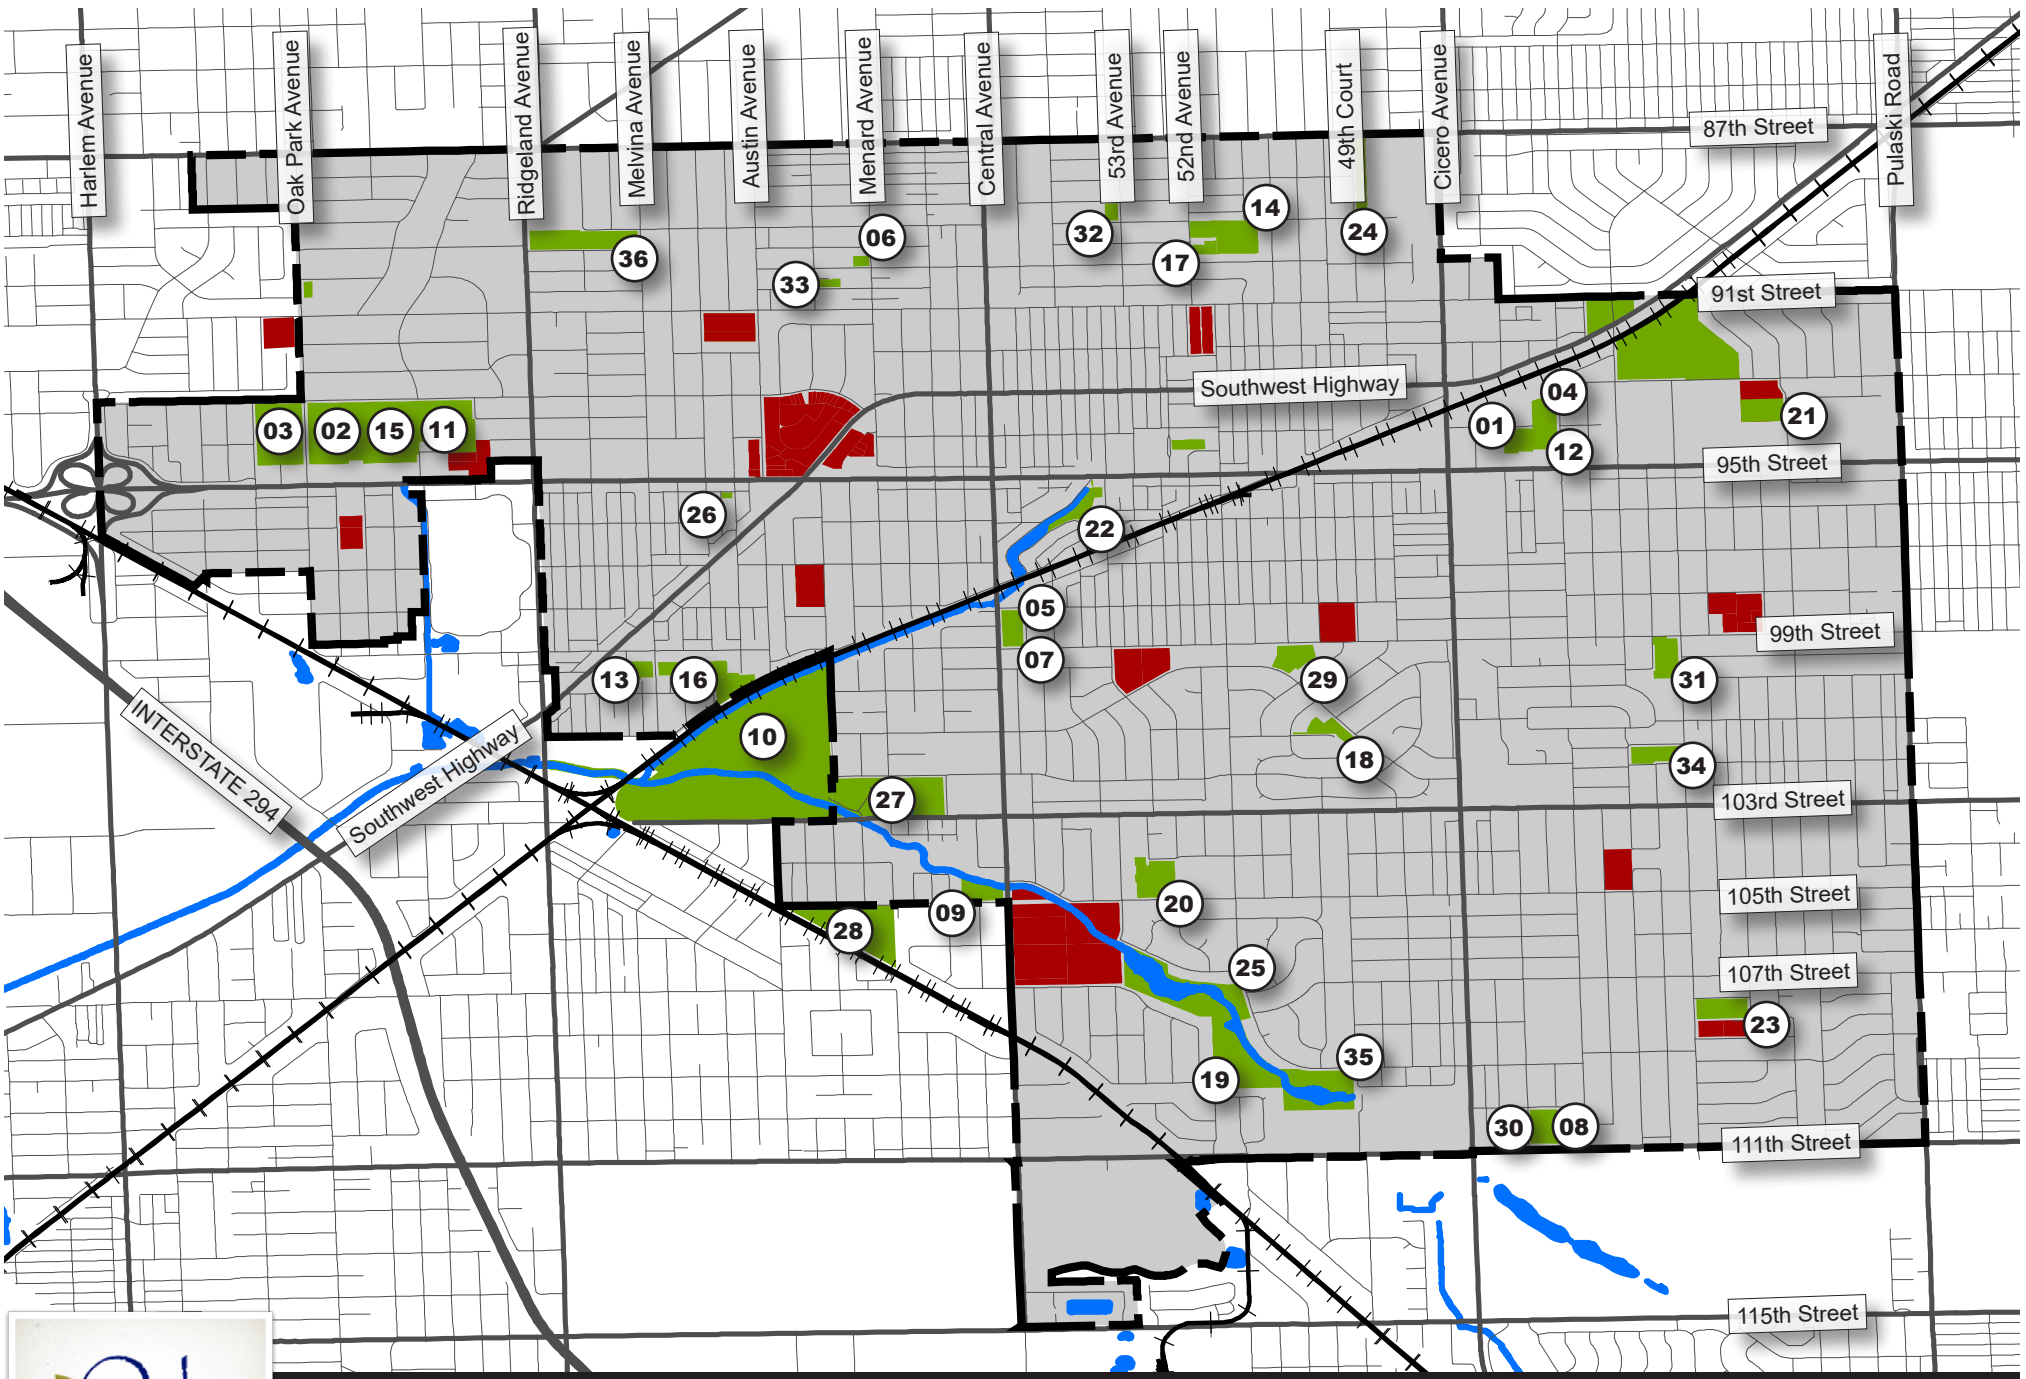 Harlem Avenue
Oak Park Avenue
Ridgeland Avenue
Melvina Avenue
Austin Avenue
Menard Avenue
Central Avenue
53rd Avenue
52nd Avenue
49th Court
Cicero Avenue
Pulaski Road
87th Street
14
32
24
06
36
17
33
91st Street
Southwest Highway
04
21
03
02
15
11
01
12
95th Street
26
22
05
99th Street
07
13
16
29
31
10
18
34
INTERSTATE 294
Southwest Highway
27
103rd Street
105th Street
20
09
28
25
107th Street
23
35
19
30
08
111th Street
115th Street